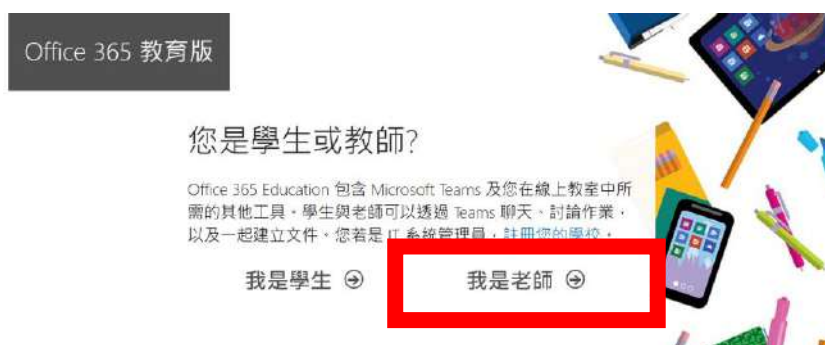 Office 365 教育版
您是學生或教師?
Office 365 Education 包含 Microsoft Teams 及您在線上教室中所
需的其他工具。學生與老師可以透過 Teams 聊天、討論作業，
以及一起建立文件。您若是 IT 系統管理員，註冊您的學校。
我是學生 我是老師